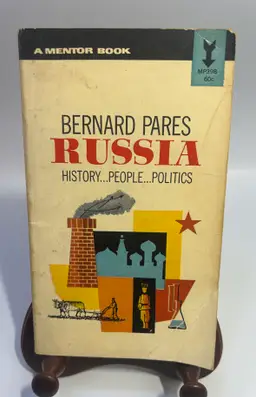 A MENTOR BOOK
MP398
60c
BERNARD PARES
RUSSIA
HISTORY...PEOPLE...POLITICS